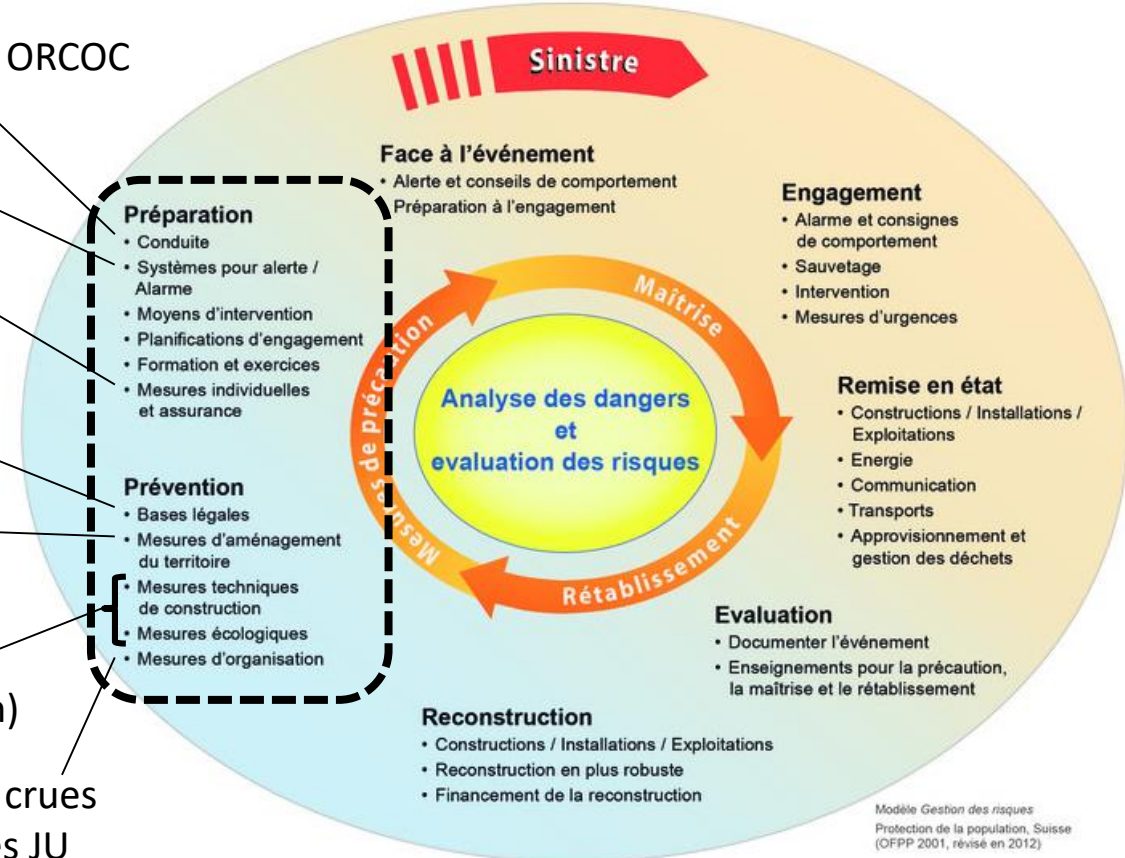 ORCOC
Sinistre
Face à l'événement
• Alerte et conseils de comportement
Préparation à l'engagement
Engagement
• Alarme et consignes
de comportement
• Sauvetage
• Intervention
• Mesures d'urgences
Préparation
• Conduite
• Systèmes pour alerte /
Alarme
• Moyens d'intervention
• Planifications d'engagement
• Formation et exercices
• Mesures individuelles
et assurance
Maîtrise
Mesures de précaution
Analyse des dangers
et
evaluation des risques
Rétablissement
Remise en état
• Constructions / Installations /
Exploitations
• Energie
• Communication
• Transports
• Approvisionnement et
gestion des déchets
Prévention
• Bases légales
• Mesures d'aménagement
du territoire
• Mesures techniques
de construction
• Mesures écologiques
• Mesures d'organisation
Evaluation
• Documenter l'événement
• Enseignements pour la précaution,
la maîtrise et le rétablissement
Reconstruction
• Constructions / Installations / Exploitations
• Reconstruction en plus robuste
• Financement de la reconstruction
crues
JU
Modèle Gestion des risques
Protection de la population, Suisse
(OFPP 2001, révisé en 2012)